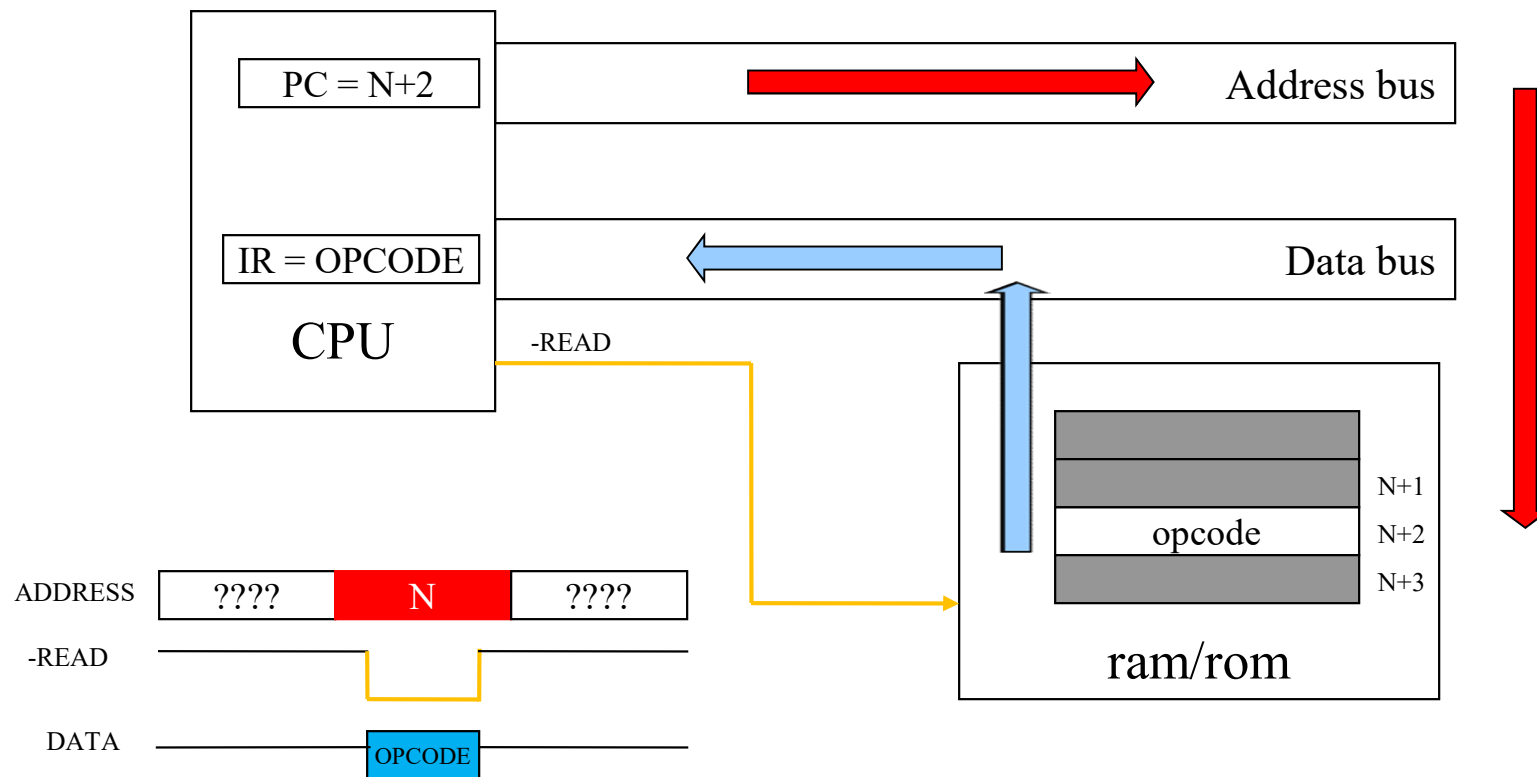 PC = N+2
Address bus
IR = OPCODE
Data bus
CPU
-READ
N+1
opcode
N+2
N+3
ram/rom
ADDRESS
????
N
????
-READ
DATA
OPCODE